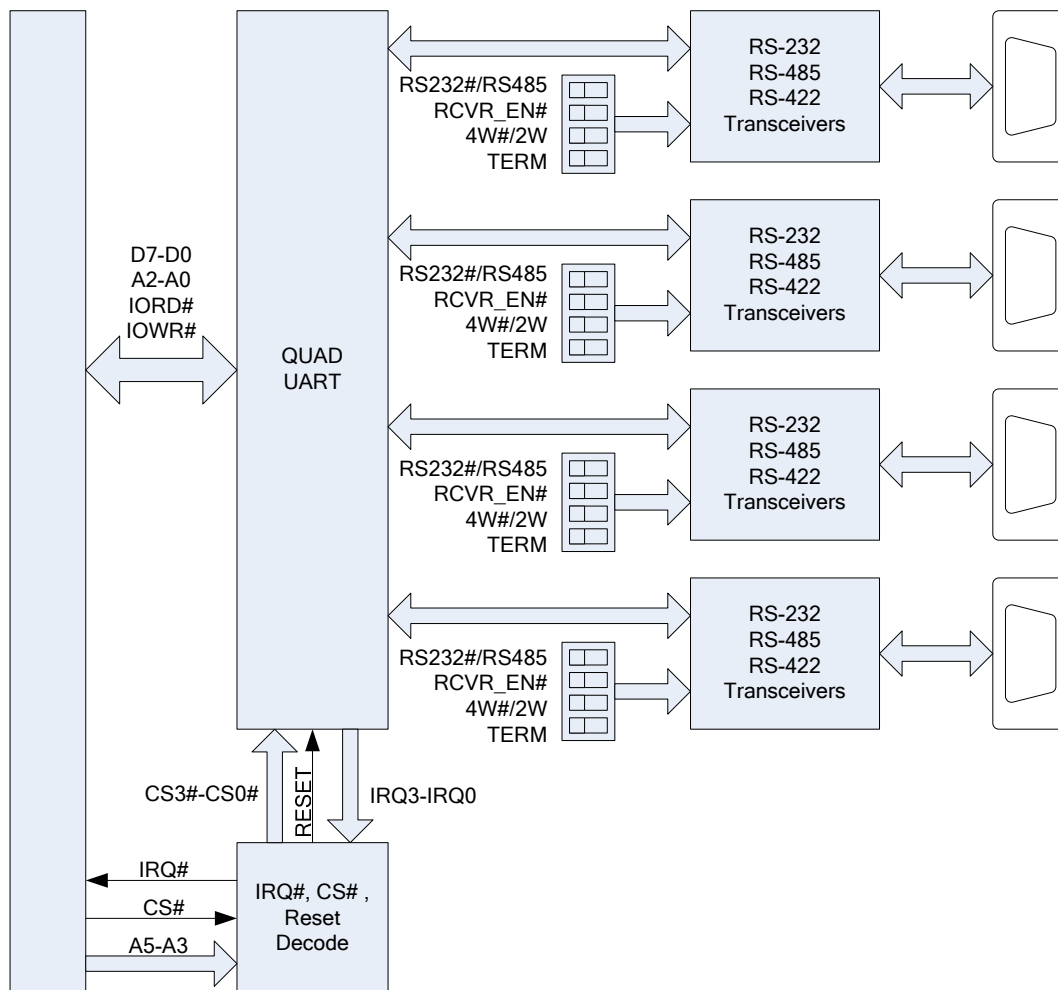 RS232#/RS485
RCVR_EN#
4W#/2W
TERM
RS-232
RS-485
RS-422
Transceivers
RS232#/RS485
RCVR_EN#
4W#/2W
TERM
RS-232
RS-485
RS-422
Transceivers
D7-D0
A2-A0
IORD#
IOWR#
QUAD
UART
RS232#/RS485
RCVR_EN#
4W#/2W
TERM
RS-232
RS-485
RS-422
Transceivers
RS232#/RS485
RCVR_EN#
4W#/2W
TERM
RS-232
RS-485
RS-422
Transceivers
CS3#-CS0#
RESET
IRQ3-IRQ0
IRQ#
CS#
A5-A3
IRQ#, CS# ,
Reset
Decode